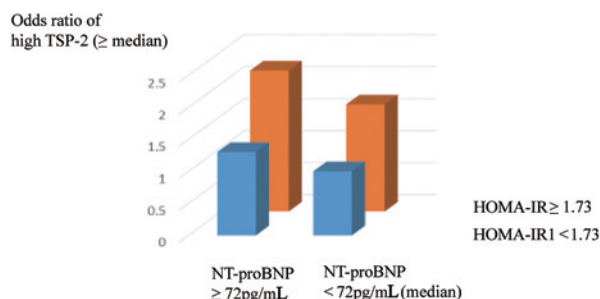 Odds ratio of
high TSP-2 (≥ median)
2.5
2
1.5
1
0.5
0
HOMA-IR ≥ 1.73
HOMA-IR1 <1.73
NT-proBNP
≥ 72pg/mL
NT-proBNP
< 72pg/mL (median)